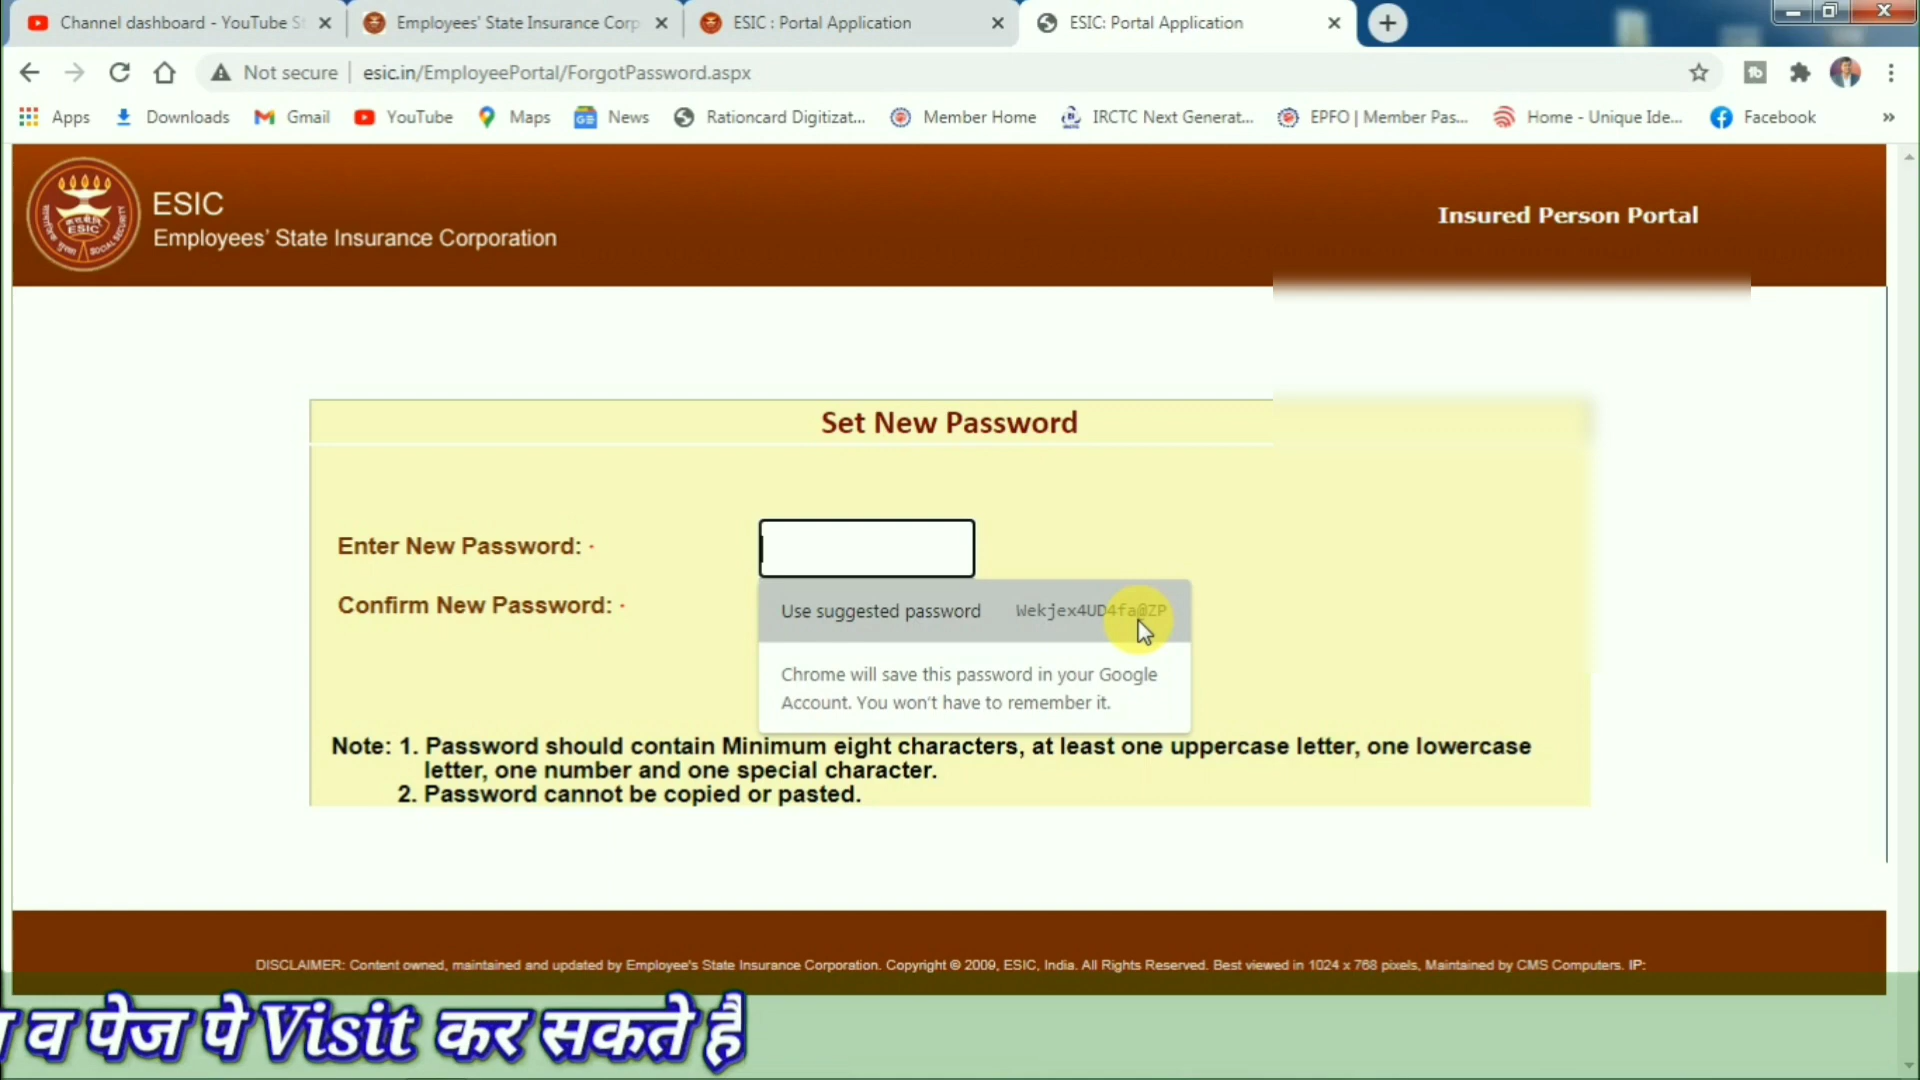 Channel dashboard - YouTube S
Employees' State Insurance Corp
ESIC : Portal Application
ESIC: Portal Application
Not secure
esic.in/EmployeePortal/ForgotPassword.aspx
Apps
Downloads
Gmail
YouTube
Maps
News
Rationcard Digitizat...
Member Home
IRCTC Next Generat...
EPFO | Member Pas...
Home - Unique Ide...
Facebook
»
ESIC
Employees' State Insurance Corporation
Insured Person Portal
Set New Password
Enter New Password:
Use suggested password Wekjex4UD4fa@ZP
Confirm New Password:
Chrome will save this password in your Google
Account. You won't have to remember it.
Note: 1. Password should contain Minimum eight characters, at least one uppercase letter, one lowercase
letter, one number and one special character.
2. Password cannot be copied or pasted.
DISCLAIMER: Content owned, maintained and updated by Employee's State Insurance Corporation. Copyright © 2009, ESIC, India. All Rights Reserved. Best viewed in 1024 x 768 pixels, Maintained by CMS Computers. IP:
व पेज पे Visit कर सकते है